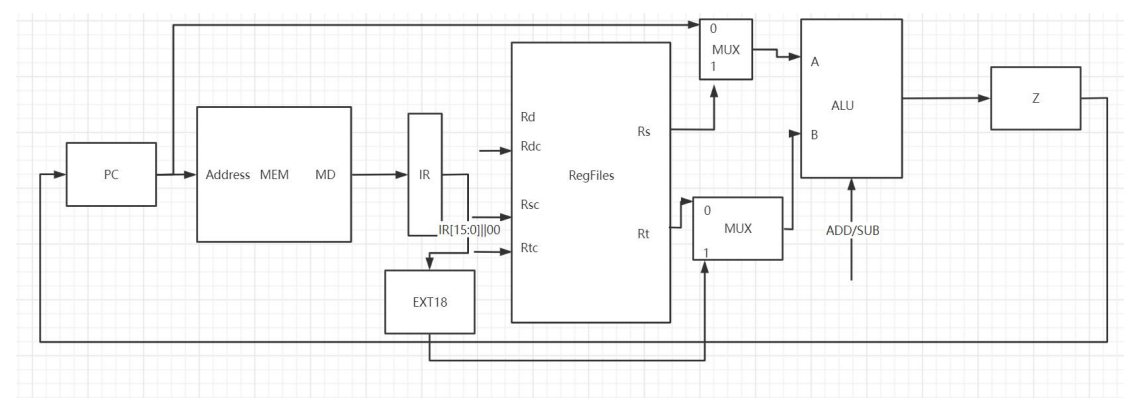 PC
Address MEM MD
IR
IR[15:0]||00
EXT18
Rd
Rdc
Rsc
Rtc
RegFiles
Rs
Rt
0
MUX
1
0
MUX
1
A
ALU
B
ADD/SUB
Z